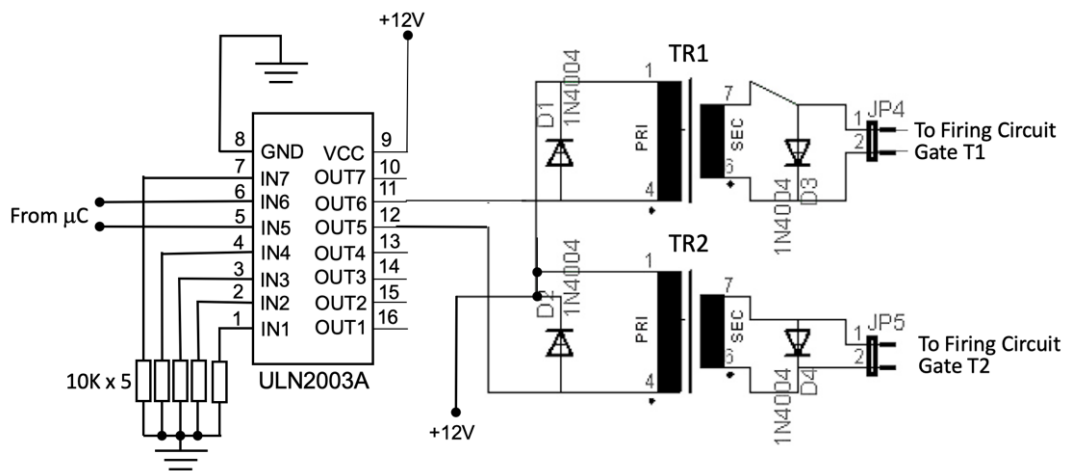 +12V
8
GND
VCC
9
7
IN7
OUT7
10
6
IN6
OUT6
11
5
IN5
OUT5
12
4
IN4
OUT4
13
3
IN3
OUT3
14
2
IN2
OUT2
15
1
IN1
OUT1
16
From μC
10K x 5
ULN2003A
+12V
TR1
D1
1N4004
1
PRI
4
7
SEC
6
D3
1N4004
JP4
1
2
To Firing Circuit
Gate T1
TR2
D2
1N4004
1
PRI
4
7
SEC
6
D4
1N4004
JP5
1
2
To Firing Circuit
Gate T2